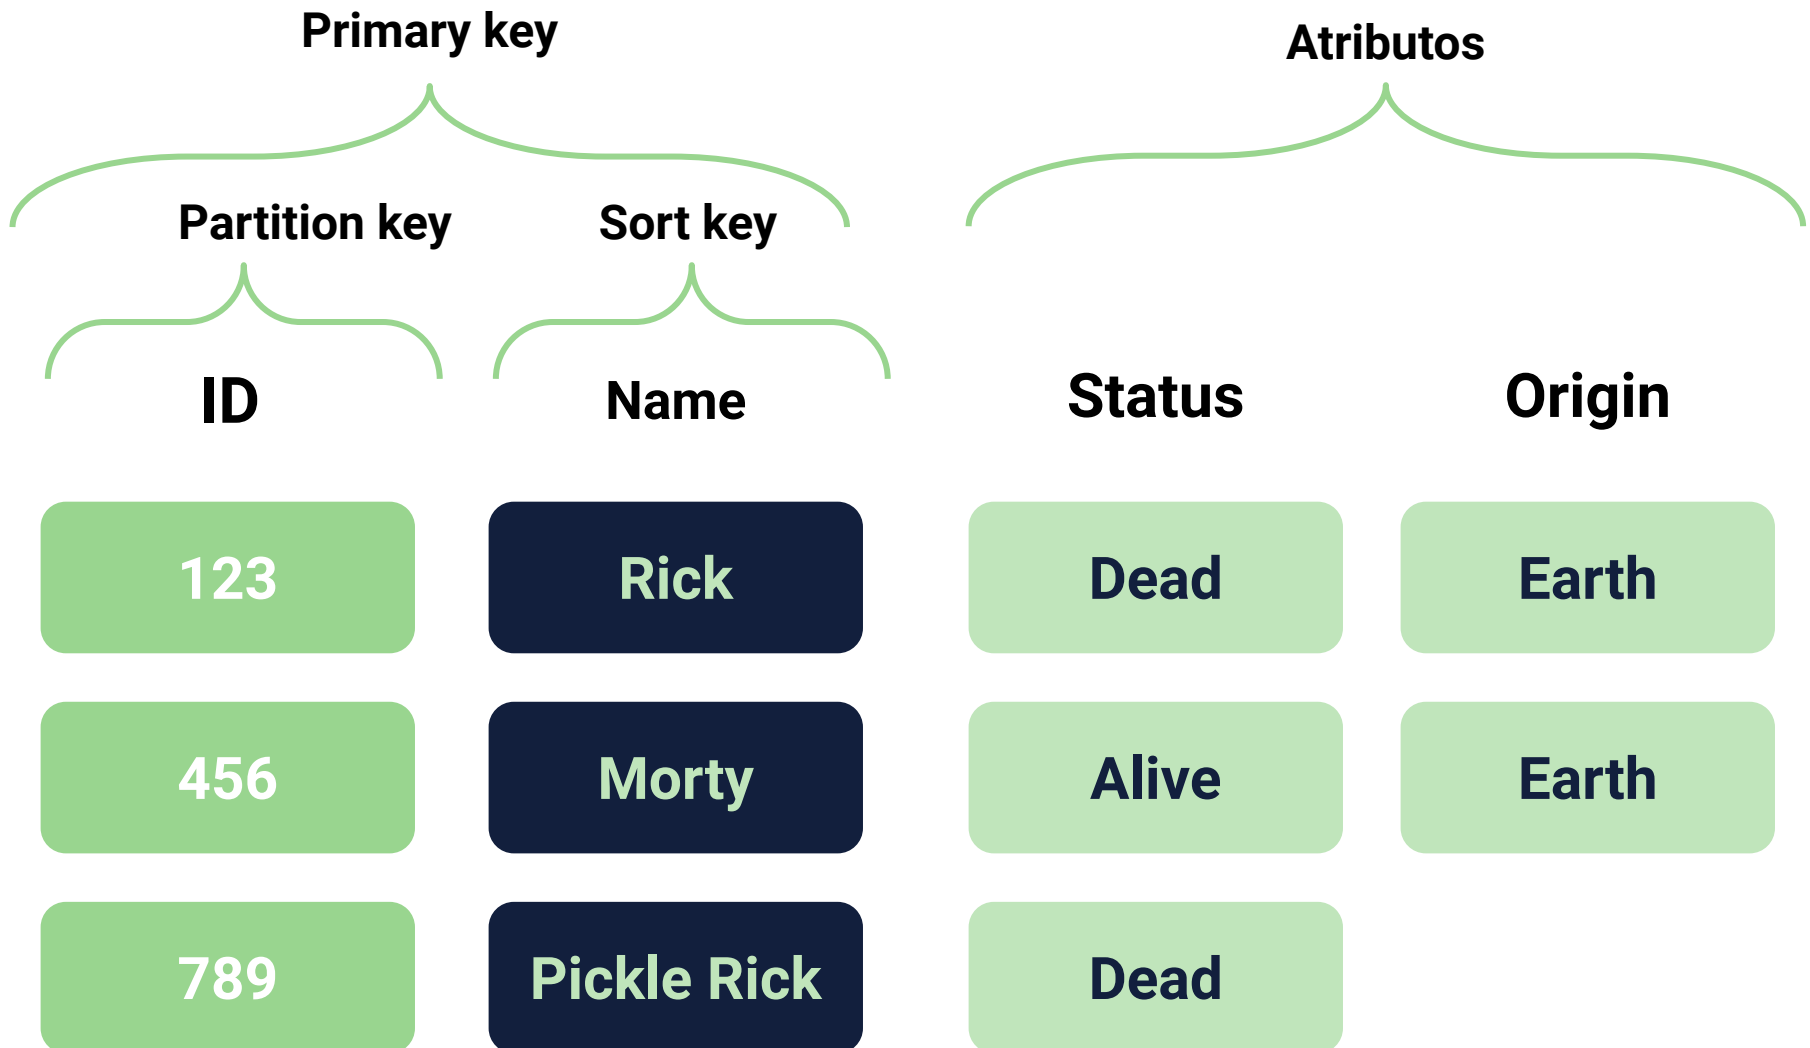 Primary key
Atributos
Partition key
Sort key
ID
Name
Status
Origin
123
Rick
Dead
Earth
456
Morty
Alive
Earth
789
Pickle Rick
Dead